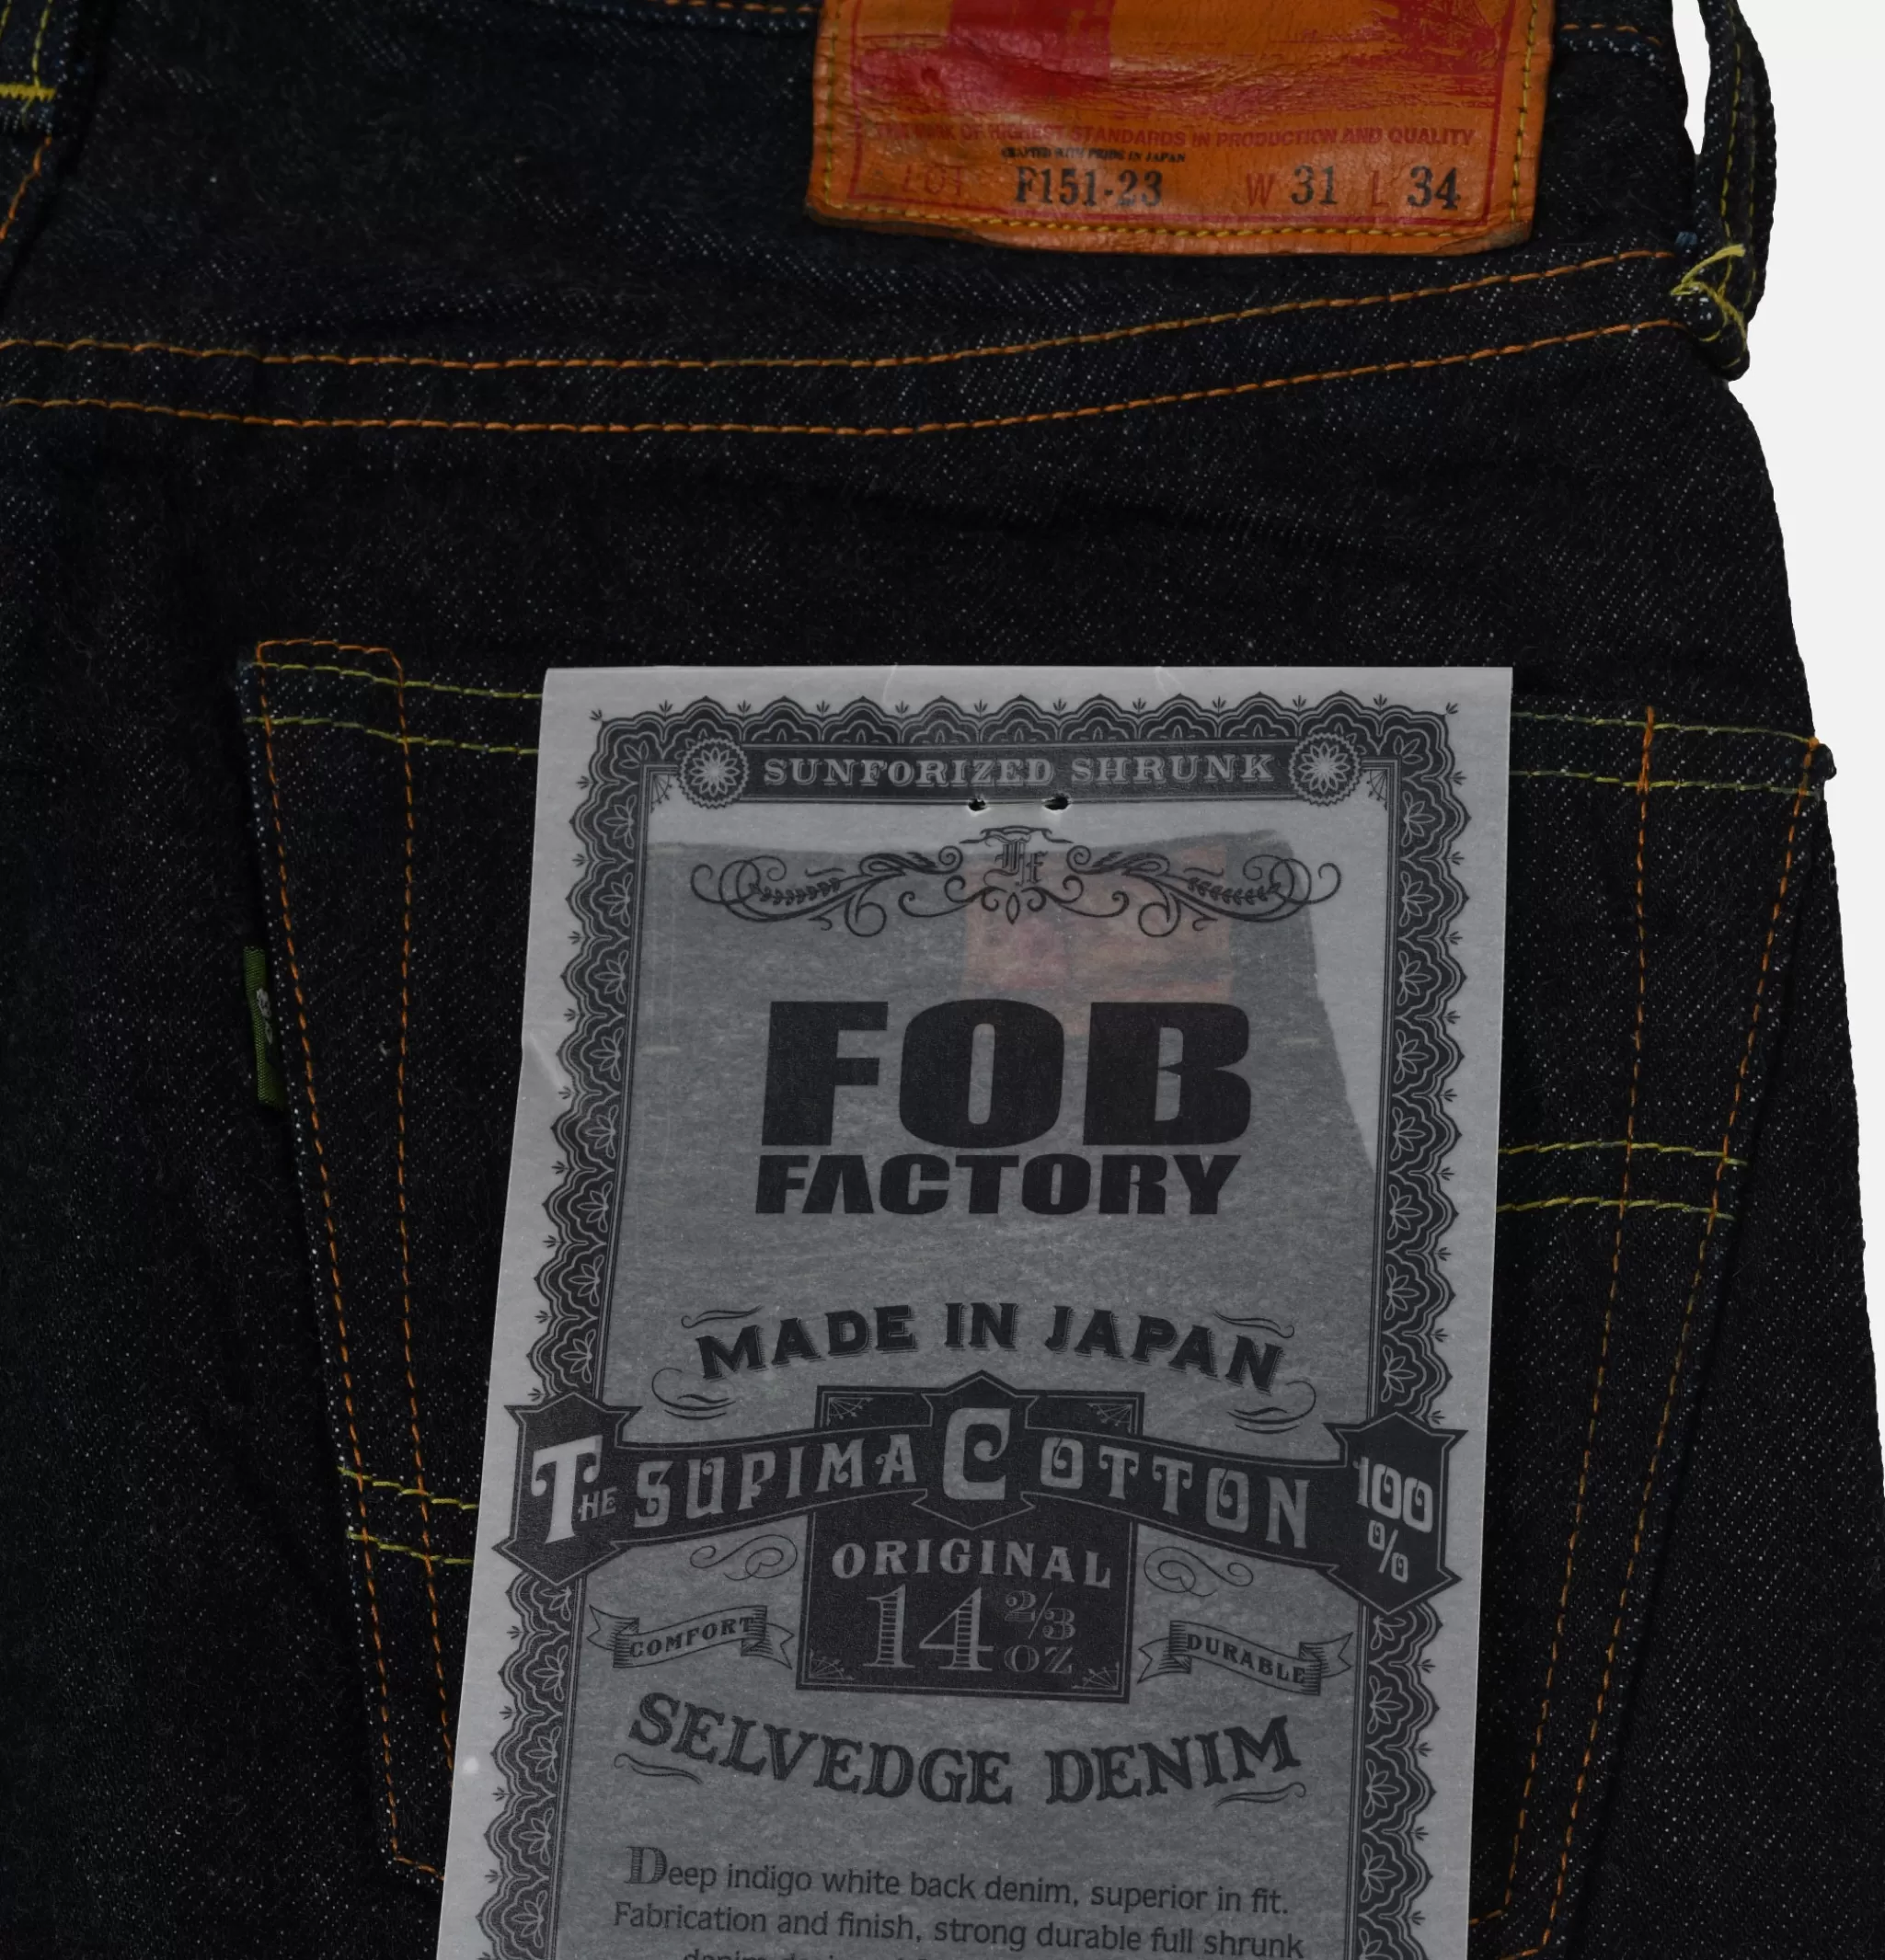 OF HIGHEST STANDARDS IN PRODUCTION AND QUALITY
CRAFTED WITH PRIDE IN JAPAN
LOT F151-23 W 31 L 34
SUNFORIZED SHRUNK
Ff
FOB
FACTORY
MADE IN JAPAN
THE SUPIMA COTTON 100%
ORIGINAL
14 2/3 OZ
COMFORT
DURABLE
SELVEDGE DENIM
Deep indigo white back denim, superior in fit.
Fabrication and finish, strong durable full shrunk